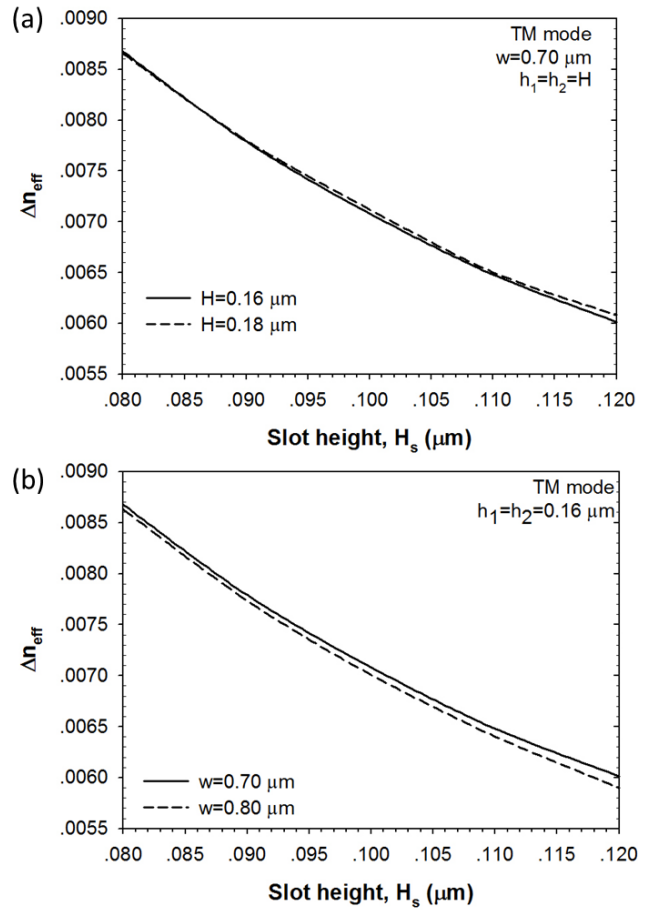 (a)
.0090
.0085
.0080
.0075
.0070
.0065
.0060
.0055
Δn_eff
TM mode
w=0.70 μm
h₁=h₂=H
H=0.16 μm
H=0.18 μm
.080 .085 .090 .095 .100 .105 .110 .115 .120
Slot height, Hₛ (μm)
(b)
.0090
.0085
.0080
.0075
.0070
.0065
.0060
.0055
Δn_eff
TM mode
h₁=h₂=0.16 μm
w=0.70 μm
w=0.80 μm
.080 .085 .090 .095 .100 .105 .110 .115 .120
Slot height, Hₛ (μm)